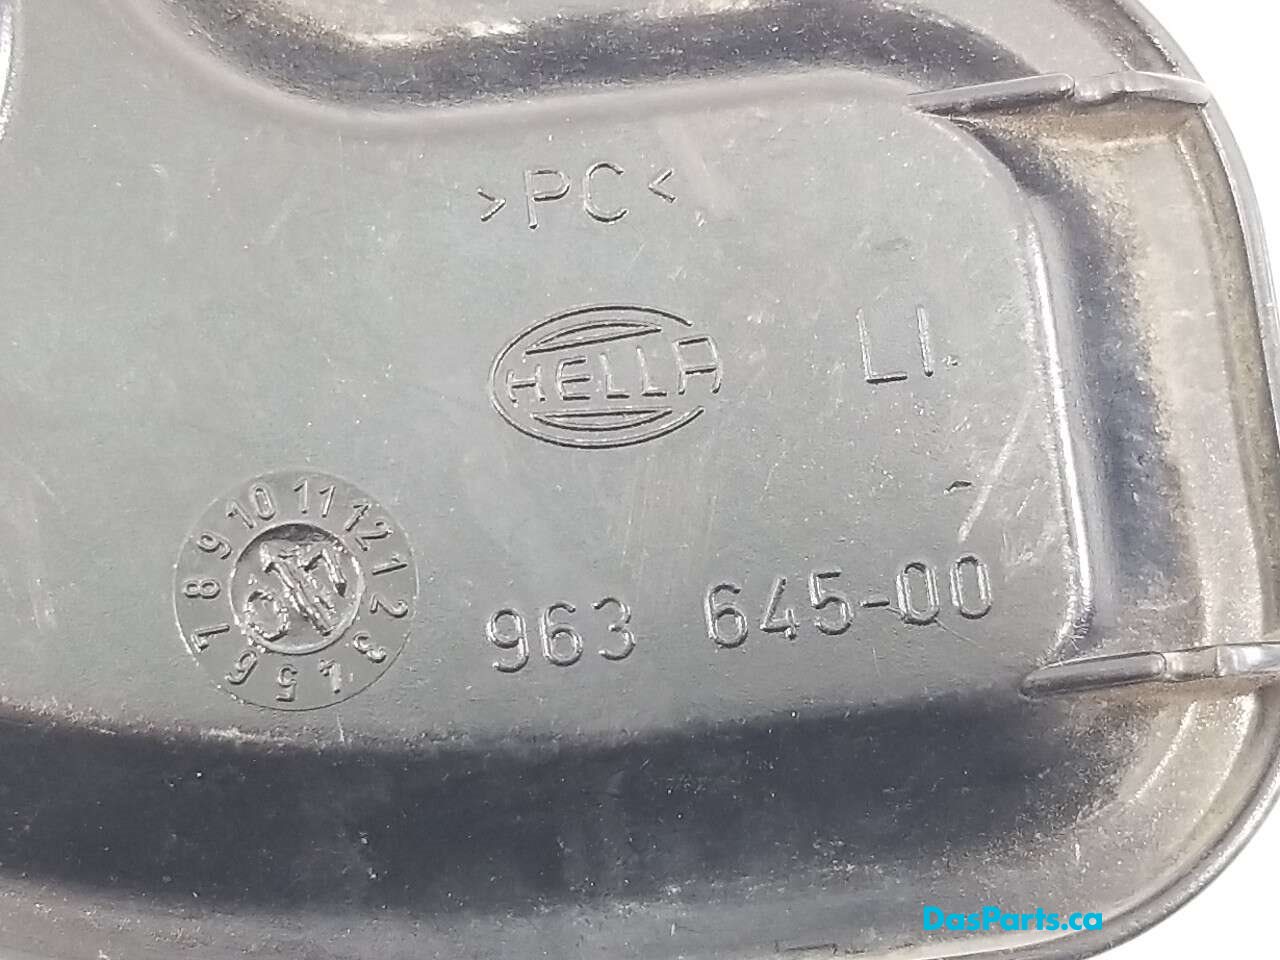 >PC<
HELLA
LI.
10 11 12 1 2 3 4 5 6 7 8 9
963 645-00
DasParts.ca